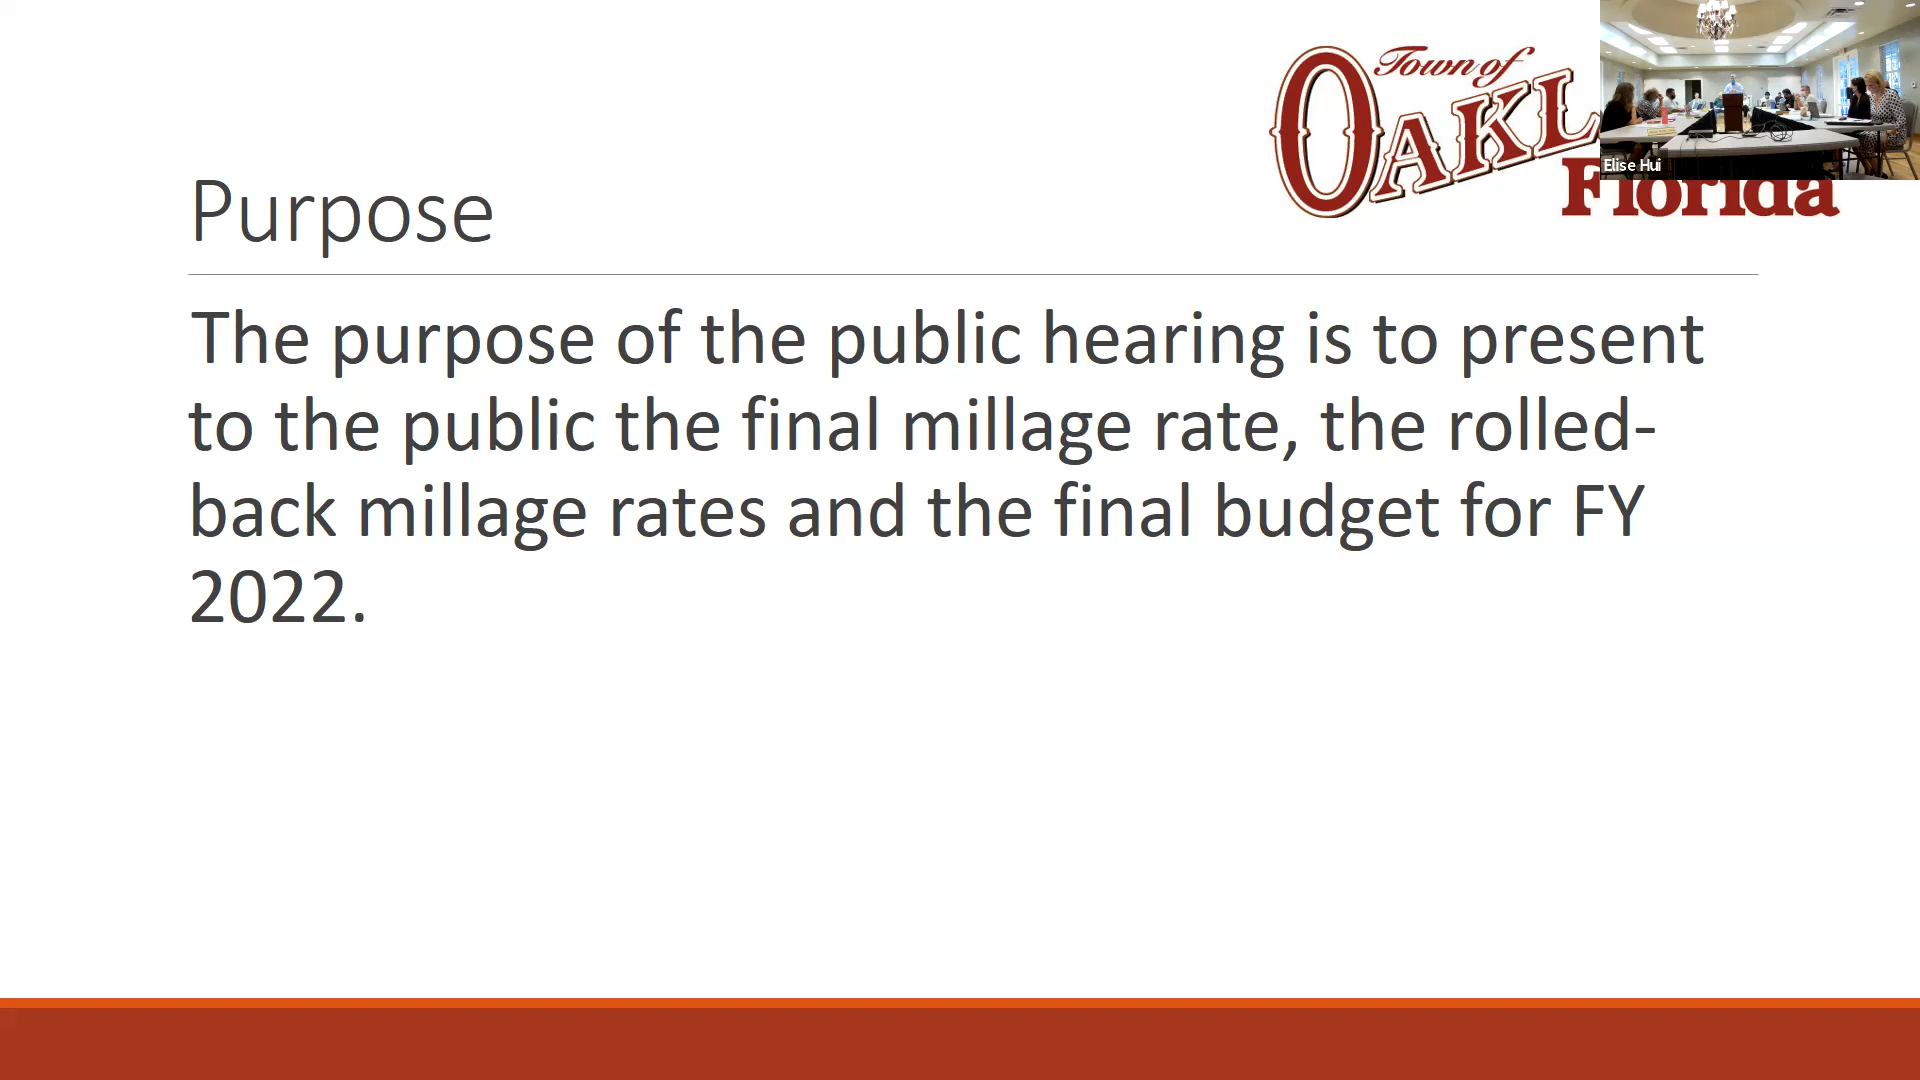 Town of
OAKL
Florida
Elise Hui
Purpose
The purpose of the public hearing is to present
to the public the final millage rate, the rolled-
back millage rates and the final budget for FY
2022.